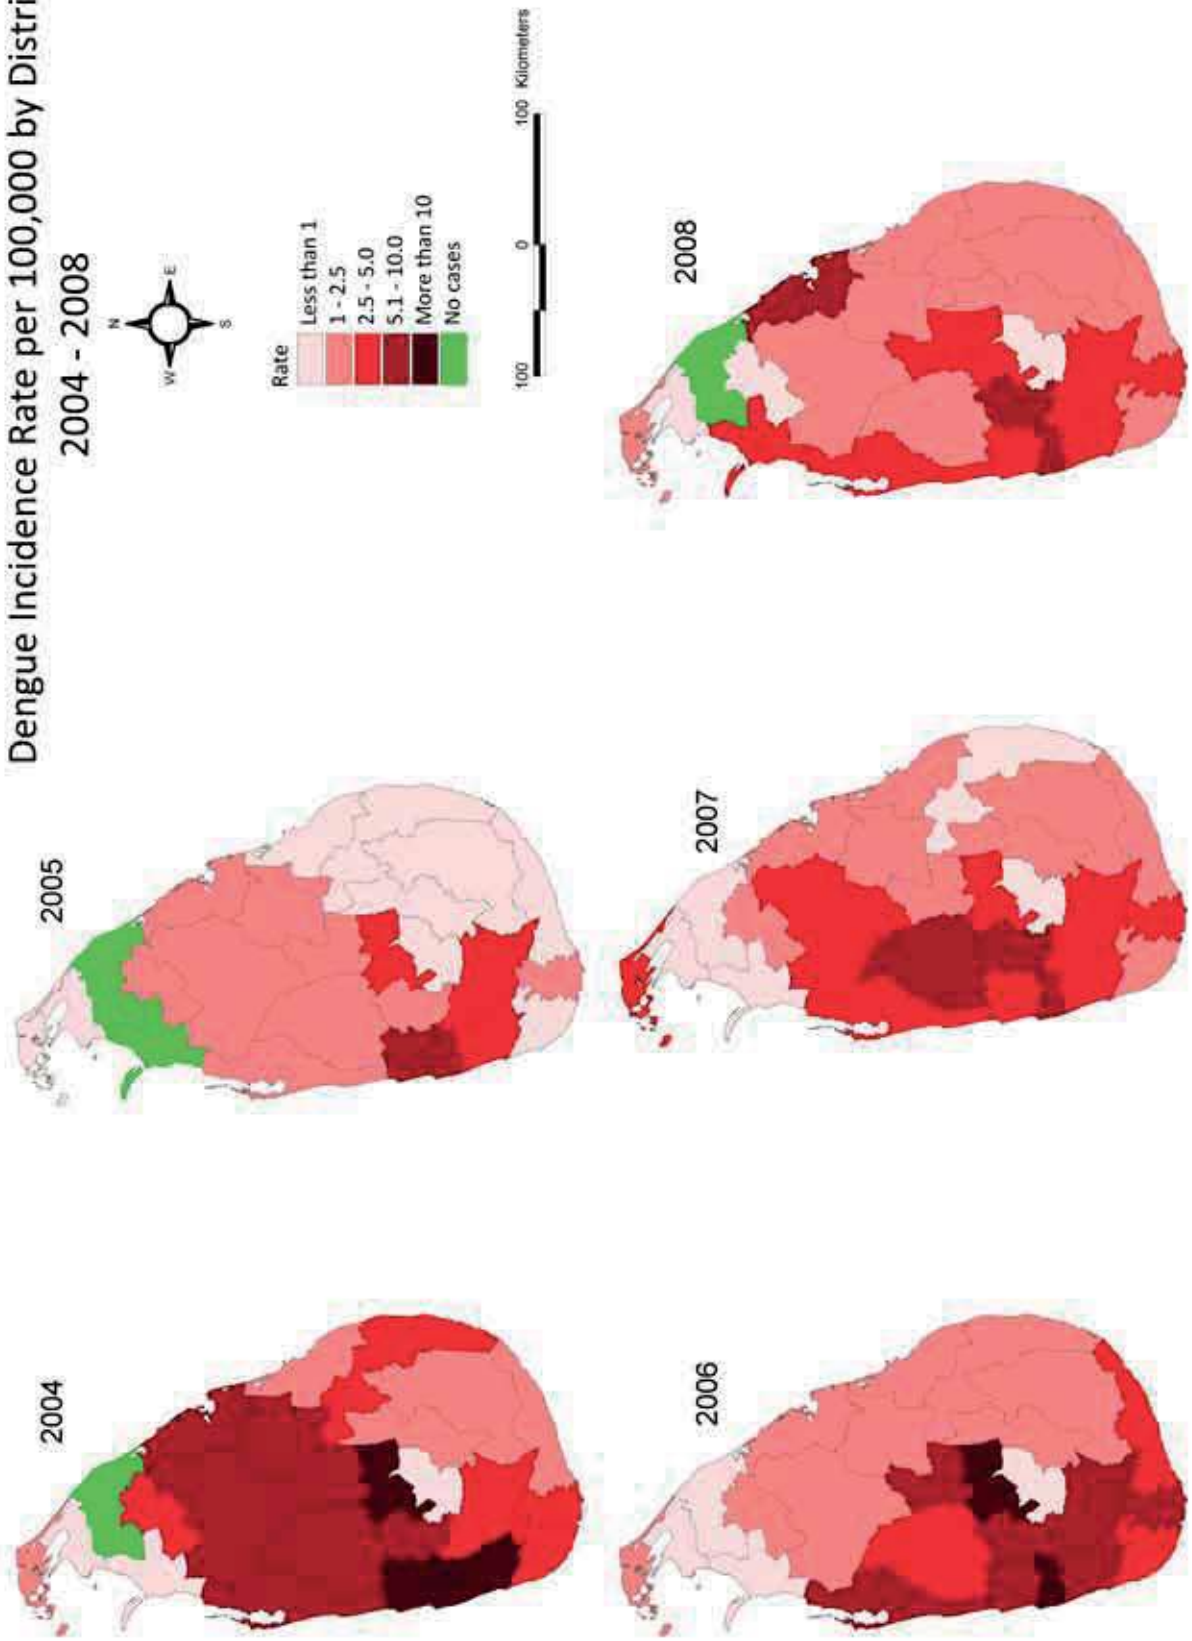 Dengue Incidence Rate per 100,000 by Distri
2004 - 2008
N
W
E
S
Rate
Less than 1
1 - 2.5
2.5 - 5.0
5.1 - 10.0
More than 10
No cases
100 0 100 Kilometers
2004
2005
2006
2007
2008